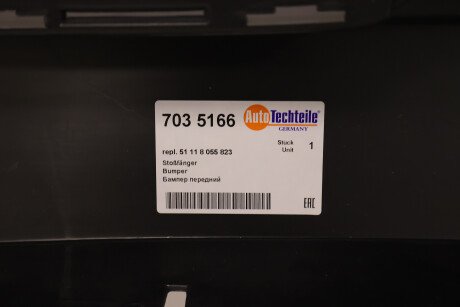 703 5166
AutoTechteile®
GERMANY
repl. 51 11 8 055 823
Stück
Unit 1
Stoßfänger
Bumper
Бампер передний
EAC